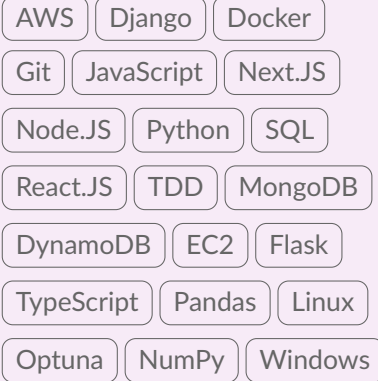 AWS Django Docker
Git JavaScript Next.JS
Node.JS Python SQL
React.JS TDD MongoDB
DynamoDB EC2 Flask
TypeScript Pandas Linux
Optuna NumPy Windows